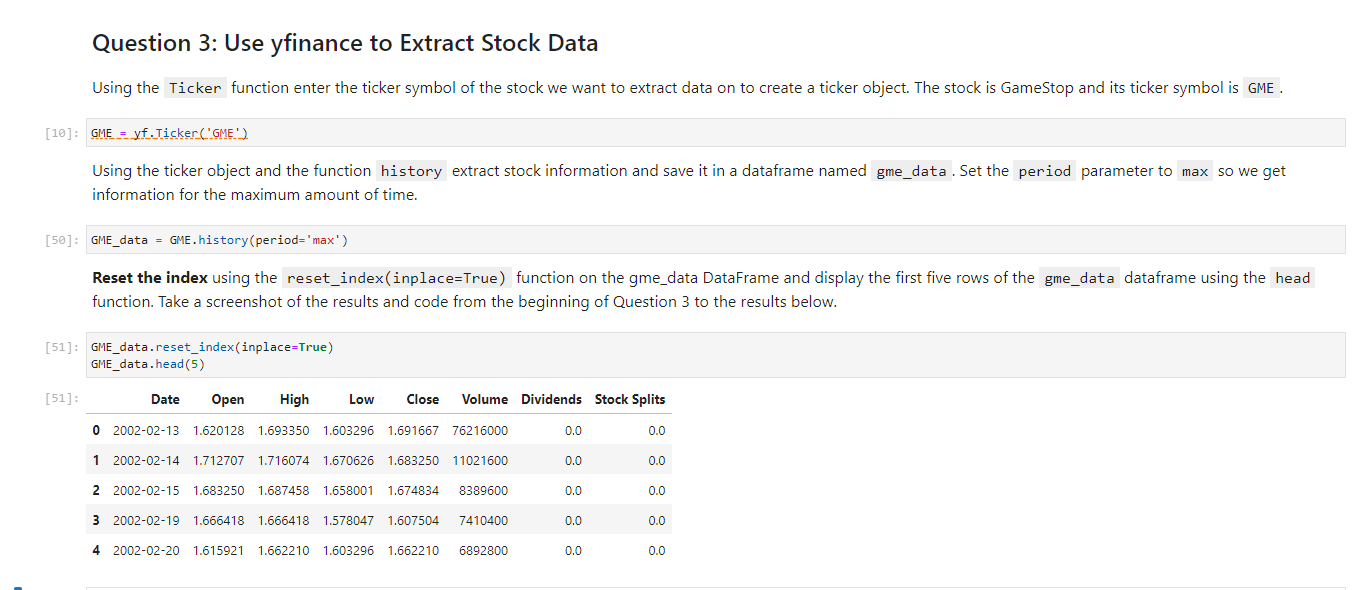 Question 3: Use yfinance to Extract Stock Data
Using the Ticker function enter the ticker symbol of the stock we want to extract data on to create a ticker object. The stock is GameStop and its ticker symbol is GME.
[10]: GME = yf.Ticker('GME')
Using the ticker object and the function history extract stock information and save it in a dataframe named gme_data. Set the period parameter to max so we get
information for the maximum amount of time.
[50]: GME_data = GME.history(period='max')
Reset the index using the reset_index(inplace=True) function on the gme_data DataFrame and display the first five rows of the gme_data dataframe using the head
function. Take a screenshot of the results and code from the beginning of Question 3 to the results below.
[51]: GME_data.reset_index(inplace=True)
GME_data.head(5)
[51]: Date Open High Low Close Volume Dividends Stock Splits
0 2002-02-13 1.620128 1.693350 1.603296 1.691667 76216000 0.0 0.0
1 2002-02-14 1.712707 1.716074 1.670626 1.683250 11021600 0.0 0.0
2 2002-02-15 1.683250 1.687458 1.658001 1.674834 8389600 0.0 0.0
3 2002-02-19 1.666418 1.666418 1.578047 1.607504 7410400 0.0 0.0
4 2002-02-20 1.615921 1.662210 1.603296 1.662210 6892800 0.0 0.0